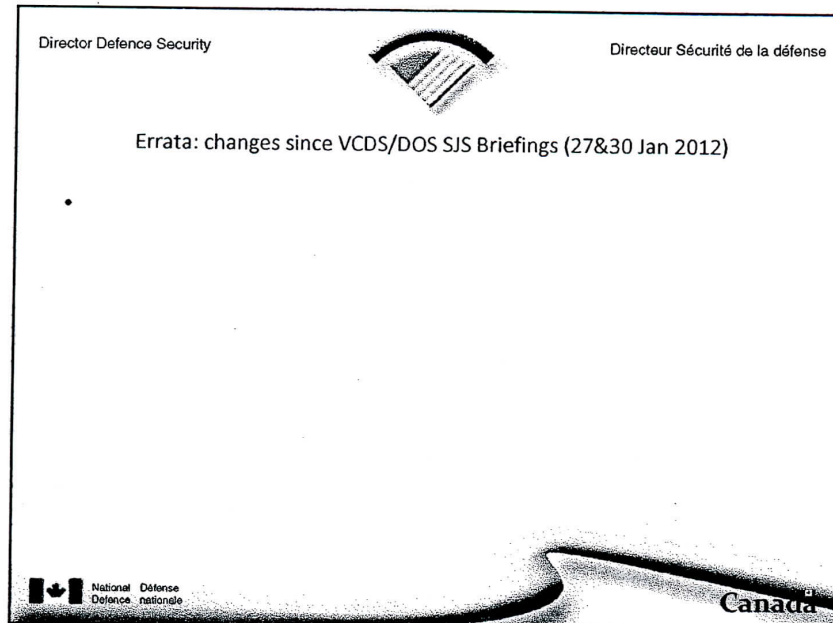 Director Defence Security
Directeur Sécurité de la défense
Errata: changes since VCDS/DOS SJS Briefings (27&30 Jan 2012)
•
National Défense
Defence nationale
Canada